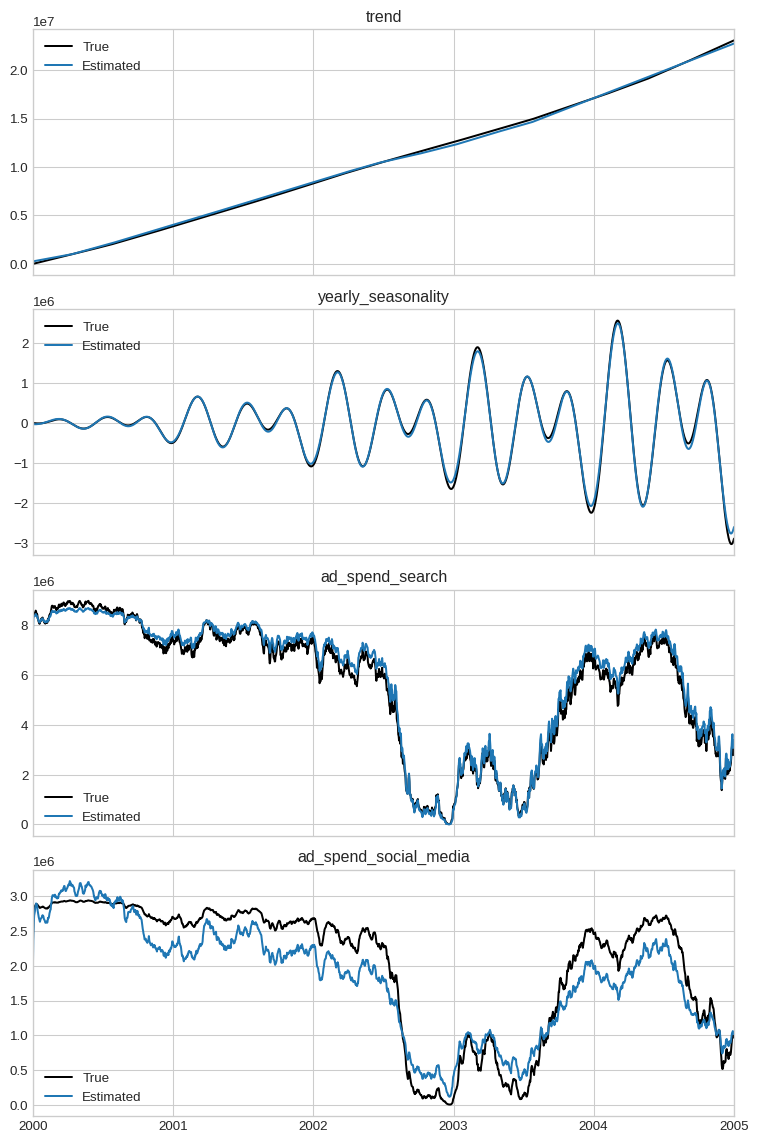 trend
1e7
True
Estimated
2.0
1.5
1.0
0.5
0.0
yearly_seasonality
1e6
True
Estimated
2
1
0
−1
−2
−3
ad_spend_search
1e6
8
6
4
2
0
True
Estimated
ad_spend_social_media
1e6
3.0
2.5
2.0
1.5
1.0
0.5
0.0
True
Estimated
2000 2001 2002 2003 2004 2005